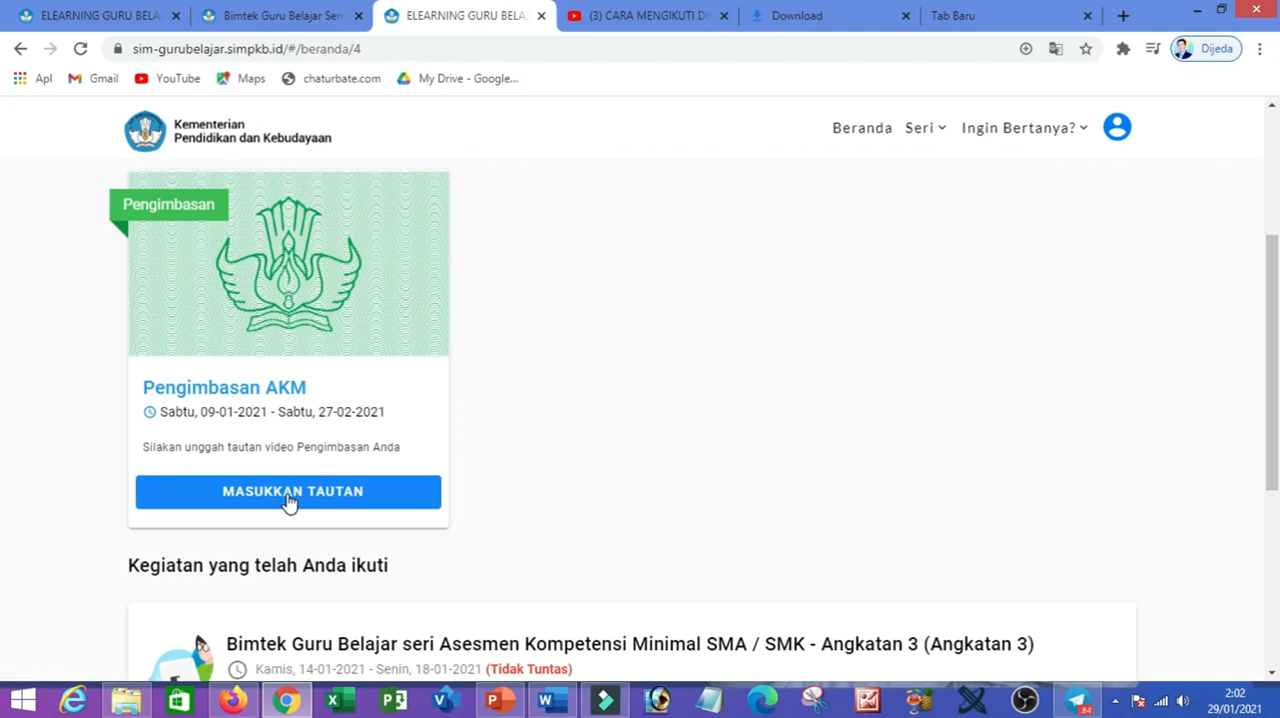 ELEARNING GURU BELA
Bimtek Guru Belajar Seri
ELEARNING GURU BELA
(3) CARA MENGIKUTI DI
Download
Tab Baru
sim-gurubelajar.simpkb.id/#/beranda/4
Dijeda
Apl
Gmail
YouTube
Maps
chaturbate.com
My Drive - Google...
Kementerian
Pendidikan dan Kebudayaan
Beranda
Seri
Ingin Bertanya?
Pengimbasan
Pengimbasan AKM
Sabtu, 09-01-2021 - Sabtu, 27-02-2021
Silakan unggah tautan video Pengimbasan Anda
MASUKKAN TAUTAN
Kegiatan yang telah Anda ikuti
Bimtek Guru Belajar seri Asesmen Kompetensi Minimal SMA / SMK - Angkatan 3 (Angkatan 3)
Kamis, 14-01-2021 - Senin, 18-01-2021 (Tidak Tuntas)
84
2:02
29/01/2021